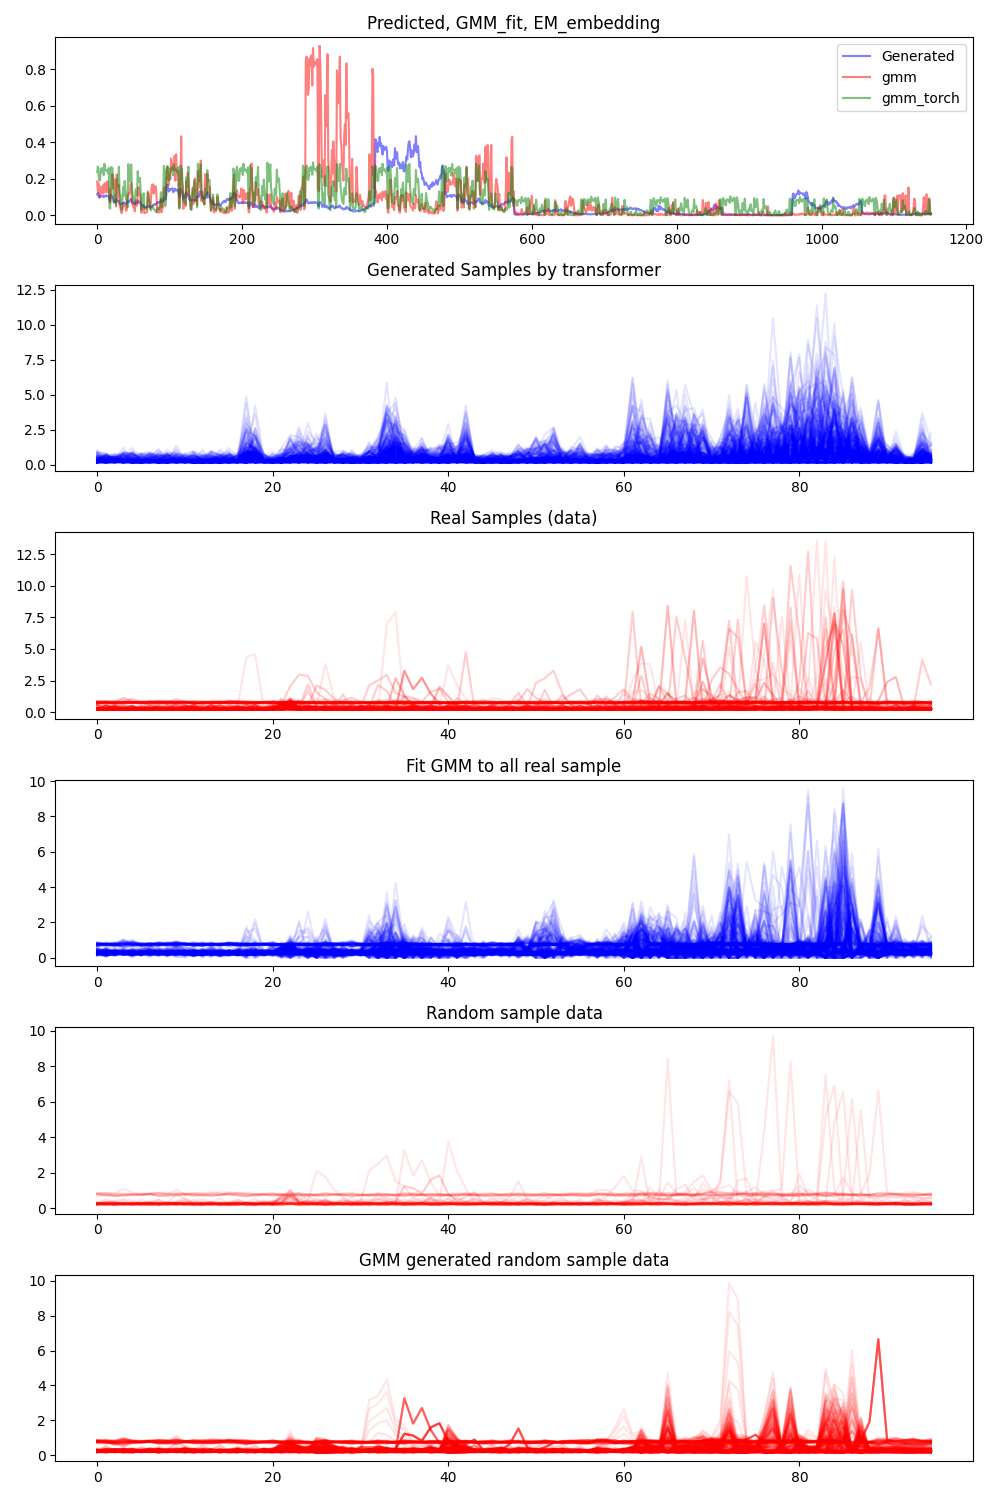 Predicted, GMM_fit, EM_embedding
Generated
gmm
gmm_torch
0.8
0.6
0.4
0.2
0.0
0 200 400 600 800 1000 1200
Generated Samples by transformer
12.5
10.0
7.5
5.0
2.5
0.0
0 20 40 60 80
Real Samples (data)
12.5
10.0
7.5
5.0
2.5
0.0
0 20 40 60 80
Fit GMM to all real sample
10
8
6
4
2
0
0 20 40 60 80
Random sample data
10
8
6
4
2
0
0 20 40 60 80
GMM generated random sample data
10
8
6
4
2
0
0 20 40 60 80